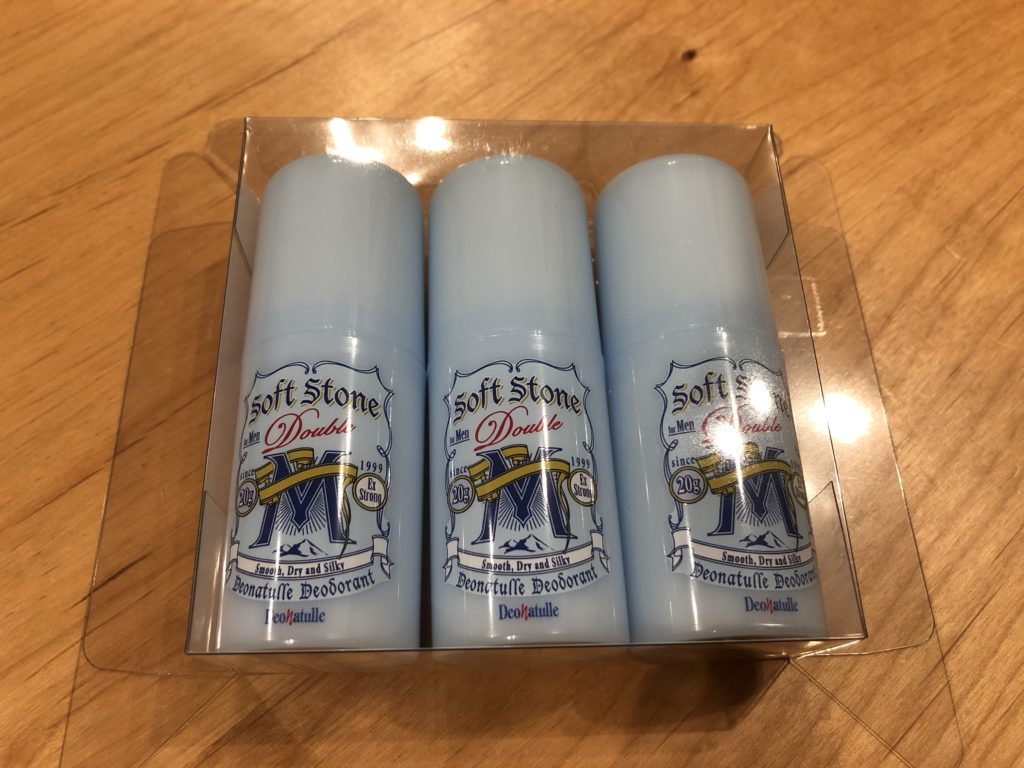 Soft Stone
for Men Double
since 1999
20g M Ex Strong
Smooth, Dry and Silky
Deonatulle Deodorant
Deonatulle
Soft Stone
for Men Double
since 1999
20g M Ex Strong
Smooth, Dry and Silky
Deonatulle Deodorant
Deonatulle
Soft Stone
for Men Double
since 1999
20g M
Smooth, Dry and Silky
Deonatulle Deodorant
Deonatulle